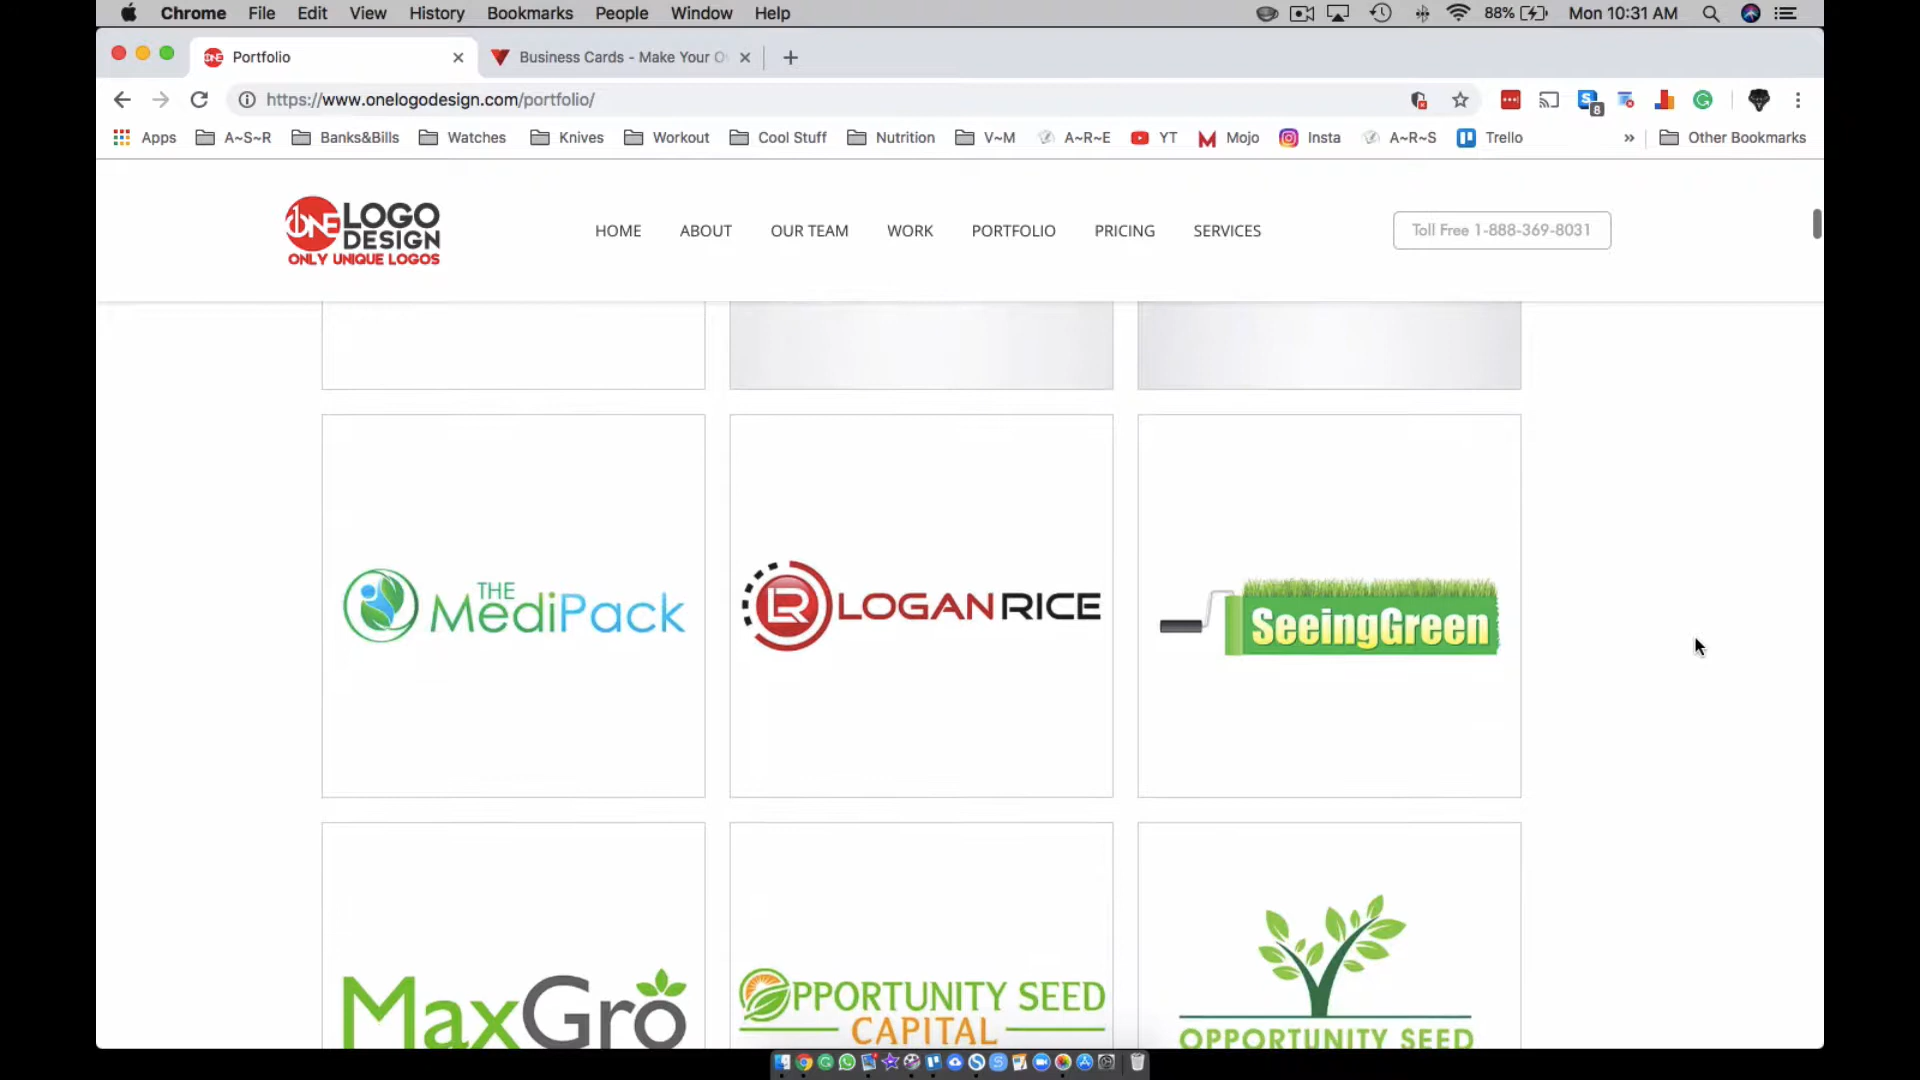 Chrome File Edit View History Bookmarks People Window Help 88% Mon 10:31 AM
Portfolio Business Cards - Make Your O
https://www.onelogodesign.com/portfolio/ 8
Apps A~S~R Banks&Bills Watches Knives Workout Cool Stuff Nutrition V~M A~R~E YT Mojo Insta A~R~S Trello » Other Bookmarks
ONE LOGO
DESIGN
ONLY UNIQUE LOGOS
HOME ABOUT OUR TEAM WORK PORTFOLIO PRICING SERVICES Toll Free 1-888-369-8031
THE
MediPack
LR LOGAN RICE
SeeingGreen
MaxGro
OPPORTUNITY SEED
CAPITAL
OPPORTUNITY SEED